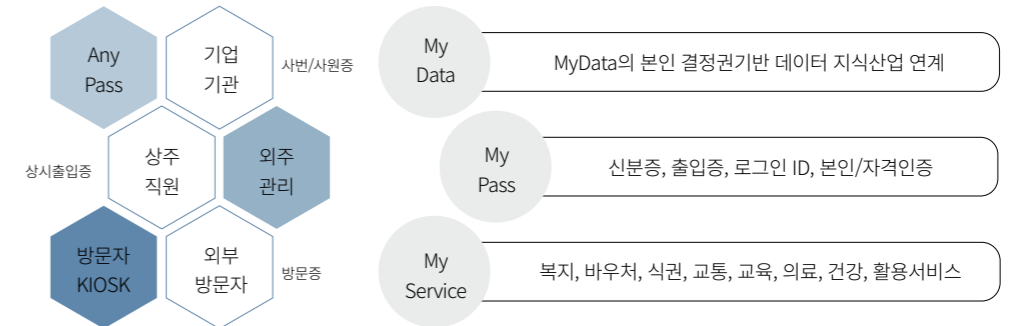 Any
Pass
기업
기관
사번/사원증
상시출입증
상주
직원
외주
관리
방문자
KIOSK
외부
방문자
방문증
My
Data
MyData의 본인 결정권기반 데이터 지식산업 연계
My
Pass
신분증, 출입증, 로그인 ID, 본인/자격인증
My
Service
복지, 바우처, 식권, 교통, 교육, 의료, 건강, 활용서비스